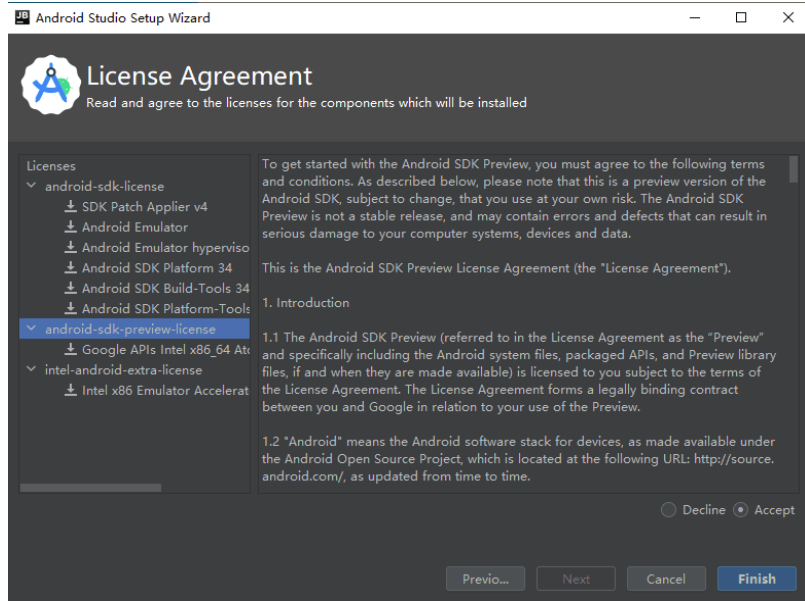 JB
Android Studio Setup Wizard
License Agreement
Read and agree to the licenses for the components which will be installed
Licenses
android-sdk-license
SDK Patch Applier v4
Android Emulator
Android Emulator hyperviso
Android SDK Platform 34
Android SDK Build-Tools 34
Android SDK Platform-Tools
android-sdk-preview-license
Google APIs Intel x86_64 Ato
intel-android-extra-license
Intel x86 Emulator Accelerat
To get started with the Android SDK Preview, you must agree to the following terms
and conditions. As described below, please note that this is a preview version of the
Android SDK, subject to change, that you use at your own risk. The Android SDK
Preview is not a stable release, and may contain errors and defects that can result in
serious damage to your computer systems, devices and data.
This is the Android SDK Preview License Agreement (the "License Agreement").
1. Introduction
1.1 The Android SDK Preview (referred to in the License Agreement as the “Preview”
and specifically including the Android system files, packaged APIs, and Preview library
files, if and when they are made available) is licensed to you subject to the terms of
the License Agreement. The License Agreement forms a legally binding contract
between you and Google in relation to your use of the Preview.
1.2 "Android" means the Android software stack for devices, as made available under
the Android Open Source Project, which is located at the following URL: http://source.
android.com/, as updated from time to time.
Decline Accept
Previo... Next Cancel Finish